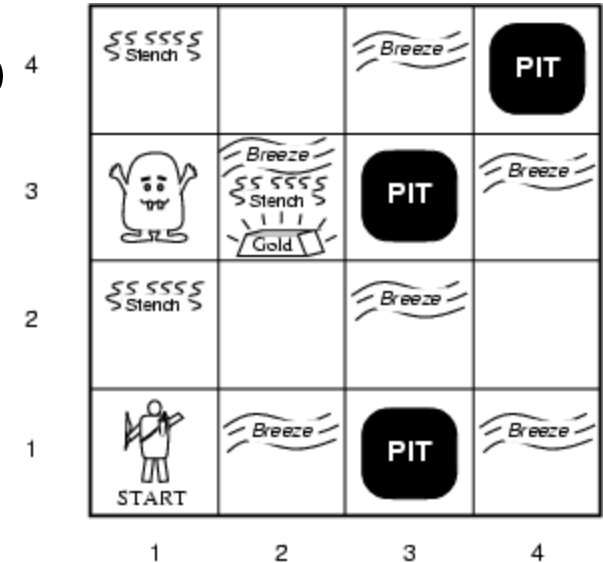 )
4
Stench
Breeze
PIT
3
Breeze
Stench
Gold
PIT
Breeze
2
Stench
Breeze
1
START
Breeze
PIT
Breeze
1 2 3 4